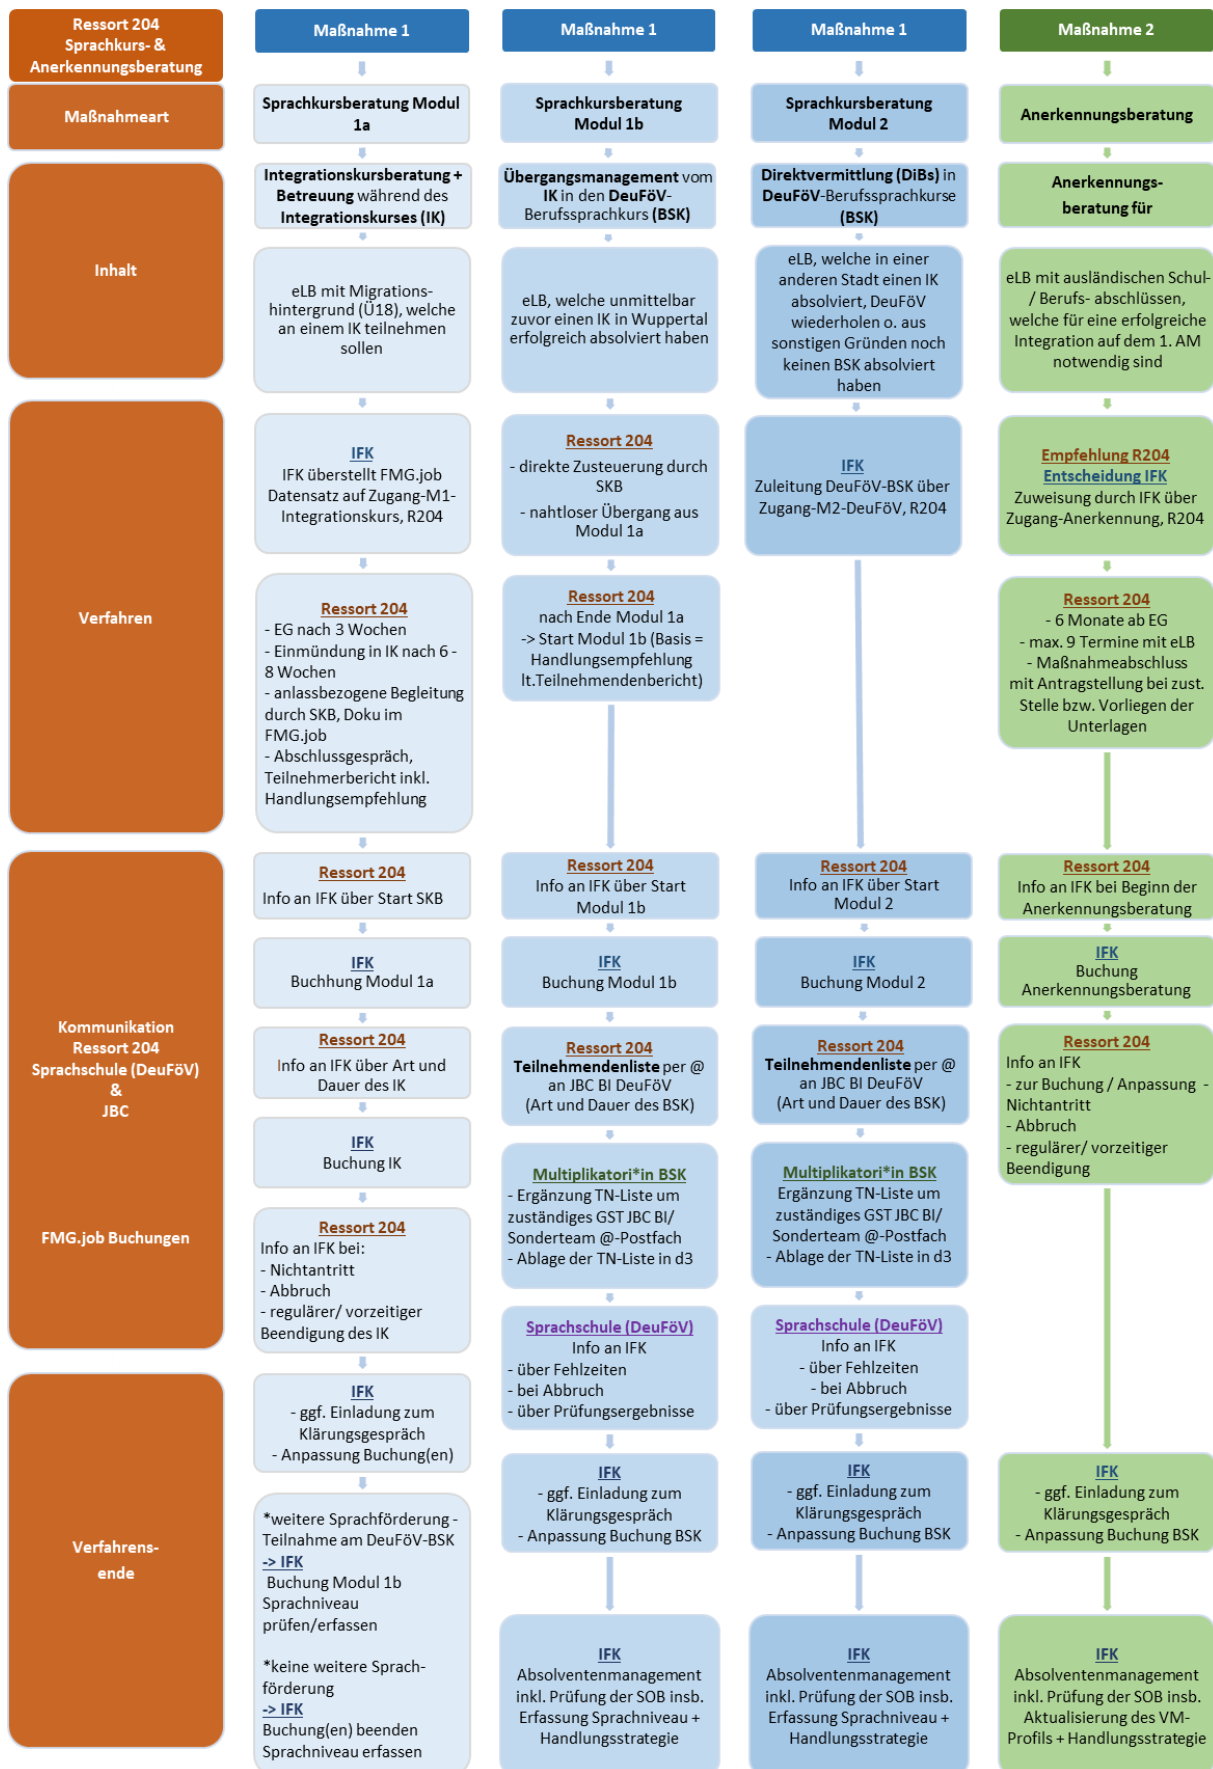 Ressort 204
Sprachkurs- &
Anerkennungsberatung
Maßnahmeart
Inhalt
Verfahren
Kommunikation
Ressort 204
Sprachschule (DeuFöV)
&
JBC
FMG.job Buchungen
Verfahrens-
ende
Maßnahme 1
Sprachkursberatung Modul
1a
Integrationskursberatung +
Betreuung während des
Integrationskurses (IK)
eLB mit Migrations-
hintergrund (Ü18), welche
an einem IK teilnehmen
sollen
IFK
IFK überstellt FMG.job
Datensatz auf Zugang-M1-
Integrationskurs, R204
Ressort 204
- EG nach 3 Wochen
- Einmündung in IK nach 6 -
8 Wochen
- anlassbezogene Begleitung
durch SKB, Doku im
FMG.job
- Abschlussgespräch,
Teilnehmerbericht inkl.
Handlungsempfehlung
Ressort 204
Info an IFK über Start SKB
IFK
Buchhung Modul 1a
Ressort 204
Info an IFK über Art und
Dauer des IK
IFK
Buchung IK
Ressort 204
Info an IFK bei:
- Nichtantritt
- Abbruch
- regulärer/ vorzeitiger
Beendigung des IK
IFK
- ggf. Einladung zum
Klärungsgespräch
- Anpassung Buchung(en)
*weitere Sprachförderung -
Teilnahme am DeuFöV-BSK
-> IFK
Buchung Modul 1b
Sprachniveau
prüfen/erfassen
*keine weitere Sprach-
förderung
-> IFK
Buchung(en) beenden
Sprachniveau erfassen
Maßnahme 1
Sprachkursberatung
Modul 1b
Übergangsmanagement vom
IK in den DeuFöV-
Berufssprachkurs (BSK)
eLB, welche unmittelbar
zuvor einen IK in Wuppertal
erfolgreich absolviert haben
Ressort 204
- direkte Zusteuerung durch
SKB
- nahtloser Übergang aus
Modul 1a
Ressort 204
nach Ende Modul 1a
-> Start Modul 1b (Basis =
Handlungsempfehlung
lt.Teilnehmendenbericht)
Ressort 204
Info an IFK über Start
Modul 1b
IFK
Buchung Modul 1b
Ressort 204
Teilnehmendenliste per @
an JBC BI DeuFöV
(Art und Dauer des BSK)
Multiplikatori*in BSK
- Ergänzung TN-Liste um
zuständiges GST JBC BI/
Sonderteam @-Postfach
- Ablage der TN-Liste in d3
Sprachschule (DeuFöV)
Info an IFK
- über Fehlzeiten
- bei Abbruch
- über Prüfungsergebnisse
IFK
- ggf. Einladung zum
Klärungsgespräch
- Anpassung Buchung BSK
IFK
Absolventenmanagement
inkl. Prüfung der SOB insb.
Erfassung Sprachniveau +
Handlungsstrategie
Maßnahme 1
Sprachkursberatung
Modul 2
Direktvermittlung (DiBs) in
DeuFöV-Berufssprachkurse
(BSK)
eLB, welche in einer
anderen Stadt einen IK
absolviert, DeuFöV
wiederholen o. aus
sonstigen Gründen noch
keinen BSK absolviert
haben
IFK
Zuleitung DeuFöV-BSK über
Zugang-M2-DeuFöV, R204
Ressort 204
Info an IFK über Start
Modul 2
IFK
Buchung Modul 2
Ressort 204
Teilnehmendenliste per @
an JBC BI DeuFöV
(Art und Dauer des BSK)
Multiplikatori*in BSK
Ergänzung TN-Liste um
zuständiges GST JBC BI/
Sonderteam @-Postfach
- Ablage der TN-Liste in d3
Sprachschule (DeuFöV)
Info an IFK
- über Fehlzeiten
- bei Abbruch
- über Prüfungsergebnisse
IFK
- ggf. Einladung zum
Klärungsgespräch
- Anpassung Buchung BSK
IFK
Absolventenmanagement
inkl. Prüfung der SOB insb.
Erfassung Sprachniveau +
Handlungsstrategie
Maßnahme 2
Anerkennungsberatung
Anerkennungs-
beratung für
eLB mit ausländischen Schul-
/ Berufs- abschlüssen,
welche für eine erfolgreiche
Integration auf dem 1. AM
notwendig sind
Empfehlung R204
Entscheidung IFK
Zuweisung durch IFK über
Zugang-Anerkennung, R204
Ressort 204
- 6 Monate ab EG
- max. 9 Termine mit eLB
- Maßnahmeabschluss
mit Antragstellung bei zust.
Stelle bzw. Vorliegen der
Unterlagen
Ressort 204
Info an IFK bei Beginn der
Anerkennungsberatung
IFK
Buchung
Anerkennungsberatung
Ressort 204
Info an IFK
- zur Buchung / Anpassung -
Nichtantritt
- Abbruch
- regulärer/ vorzeitiger
Beendigung
IFK
- ggf. Einladung zum
Klärungsgespräch
- Anpassung Buchung BSK
IFK
Absolventenmanagement
inkl. Prüfung der SOB insb.
Aktualisierung des VM-
Profils + Handlungsstrategie